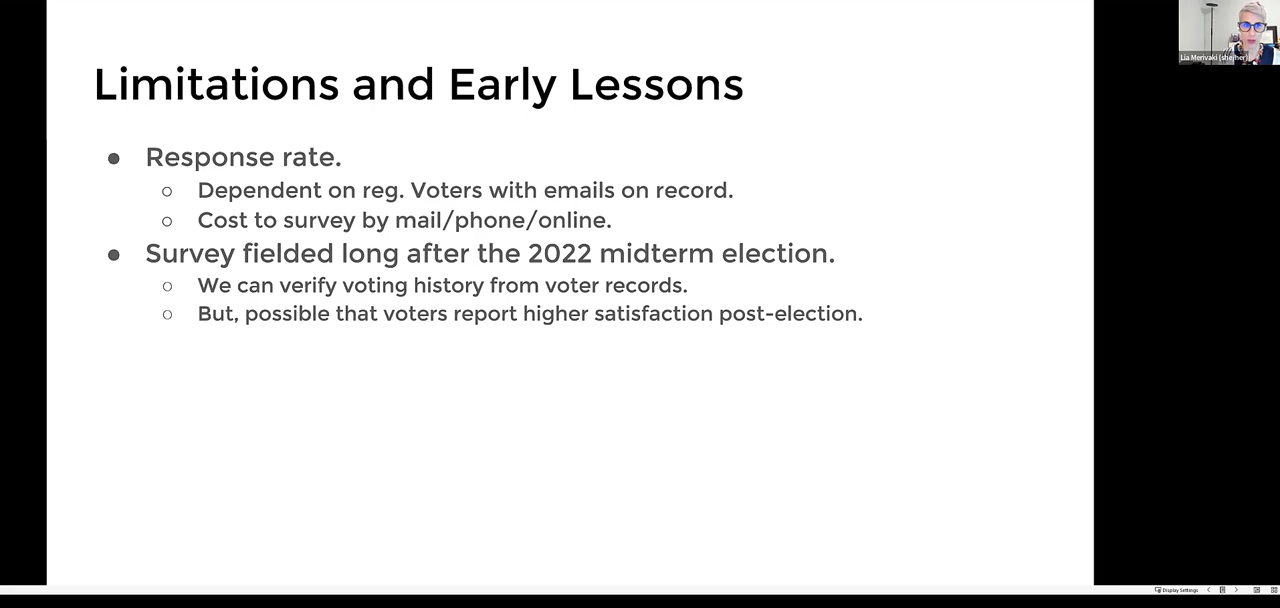 Limitations and Early Lessons
● Response rate.
○ Dependent on reg. Voters with emails on record.
○ Cost to survey by mail/phone/online.
● Survey fielded long after the 2022 midterm election.
○ We can verify voting history from voter records.
○ But, possible that voters report higher satisfaction post-election.
Lia Merivaki (she/her)
Display Settings